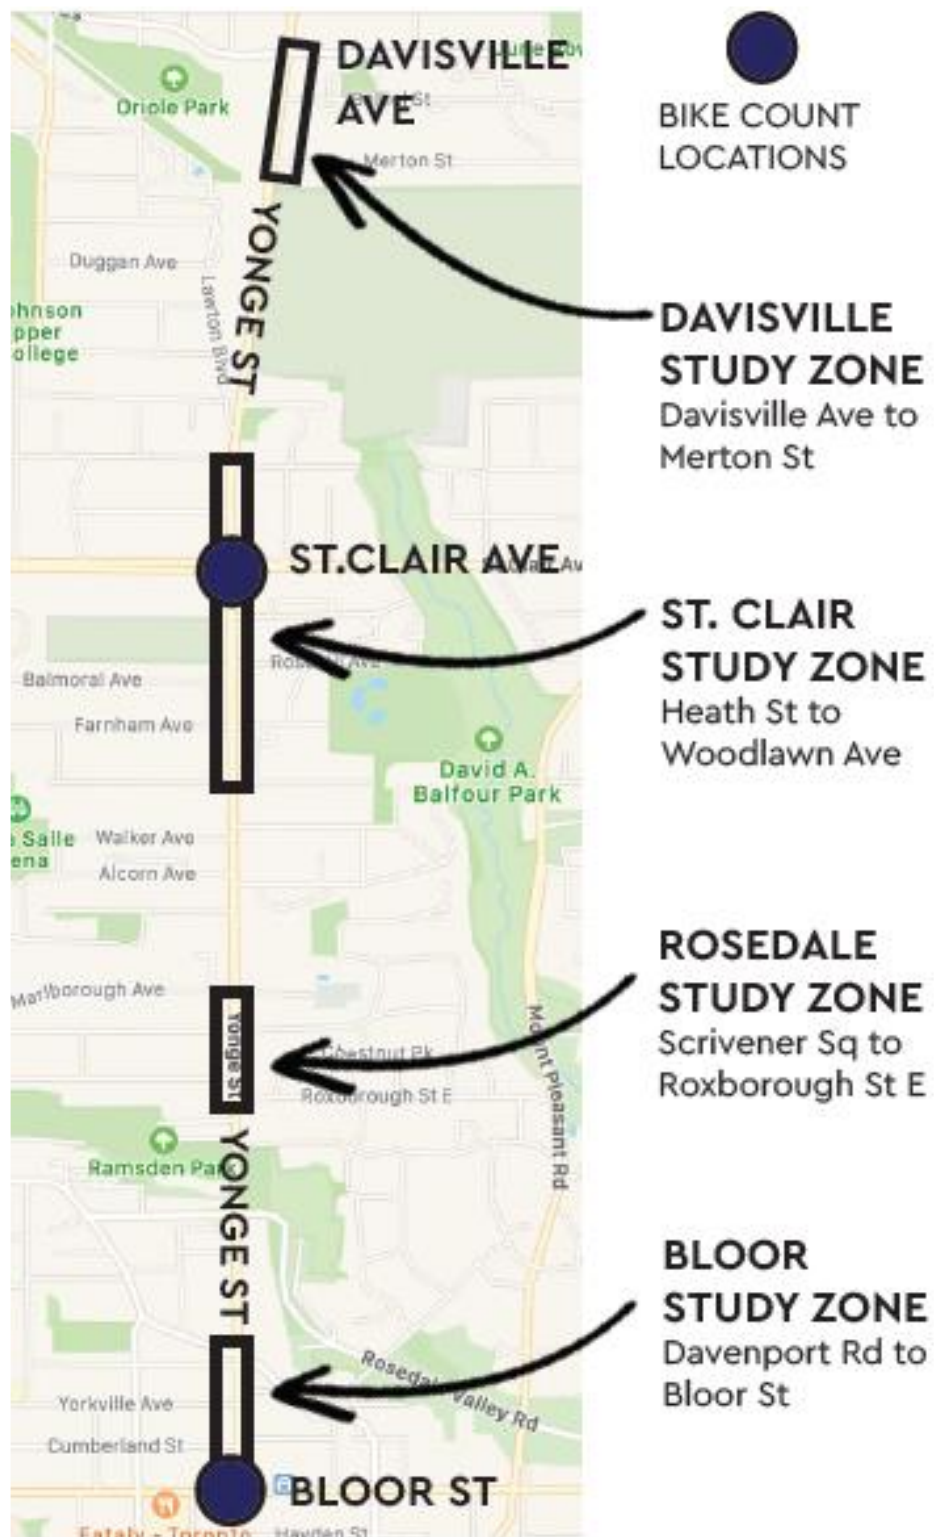 DAVISVILLE
AVE
Oriole Park
Merton St
BIKE COUNT
LOCATIONS
YONGE ST
Duggan Ave
Lawton Blvd
DAVISVILLE
STUDY ZONE
Davisville Ave to
Merton St
ST.CLAIR AVE
ST. CLAIR
STUDY ZONE
Heath St to
Woodlawn Ave
Balmoral Ave
Farnham Ave
David A.
Balfour Park
Walker Ave
Alcorn Ave
ROSEDALE
STUDY ZONE
Scrivener Sq to
Roxborough St E
Marlborough Ave
Yonge St
Chestnut Pk
Roxborough St E
Mount Pleasant Rd
Ramsden Park
YONGE ST
BLOOR
STUDY ZONE
Davenport Rd to
Bloor St
Rosedale Valley Rd
Yorkville Ave
Cumberland St
BLOOR ST
Eataly - Toronto
Hayden St